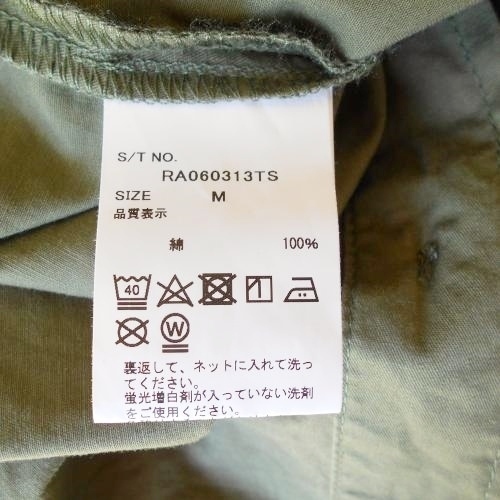 S/T NO.
RA060313TS
SIZE M
品質表示
綿 100%
40
W
裏返して、ネットに入れて洗っ
てください。
蛍光増白剤が入っていない洗剤
をご使用ください。